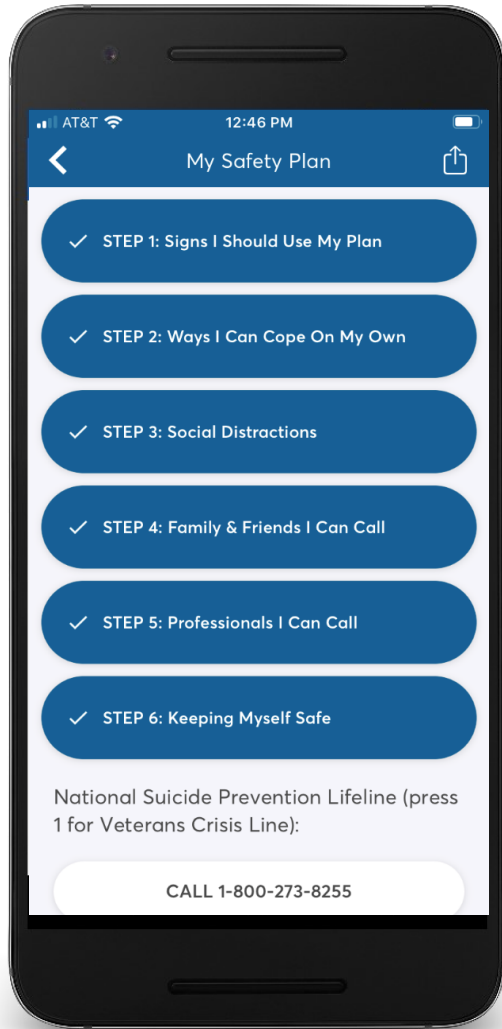 AT&T 12:46 PM
My Safety Plan
STEP 1: Signs I Should Use My Plan
STEP 2: Ways I Can Cope On My Own
STEP 3: Social Distractions
STEP 4: Family & Friends I Can Call
STEP 5: Professionals I Can Call
STEP 6: Keeping Myself Safe
National Suicide Prevention Lifeline (press
1 for Veterans Crisis Line):
CALL 1-800-273-8255